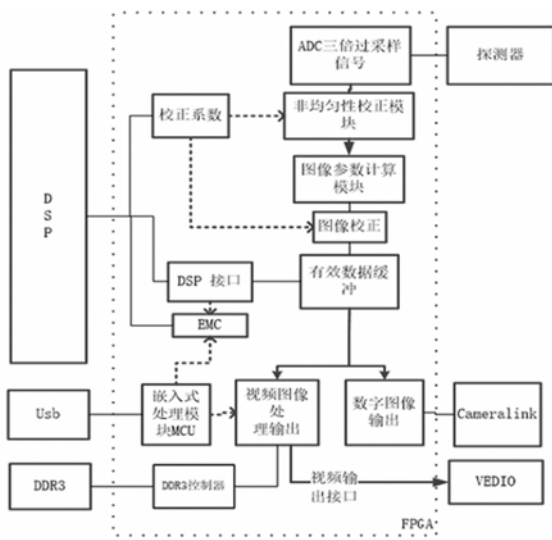 ADC三倍过采样
信号
探测器
校正系数
非均匀性校正模
块
图像参数计算
模块
D
S
P
图像校正
DSP 接口
有效数据缓
冲
EMC
Usb
嵌入式
处理模
块MCU
视频图像
处
理输出
数字图像
输出
Cameralink
DDR3
DDR3控制器
视频输
出接口
VEDIO
FPGA